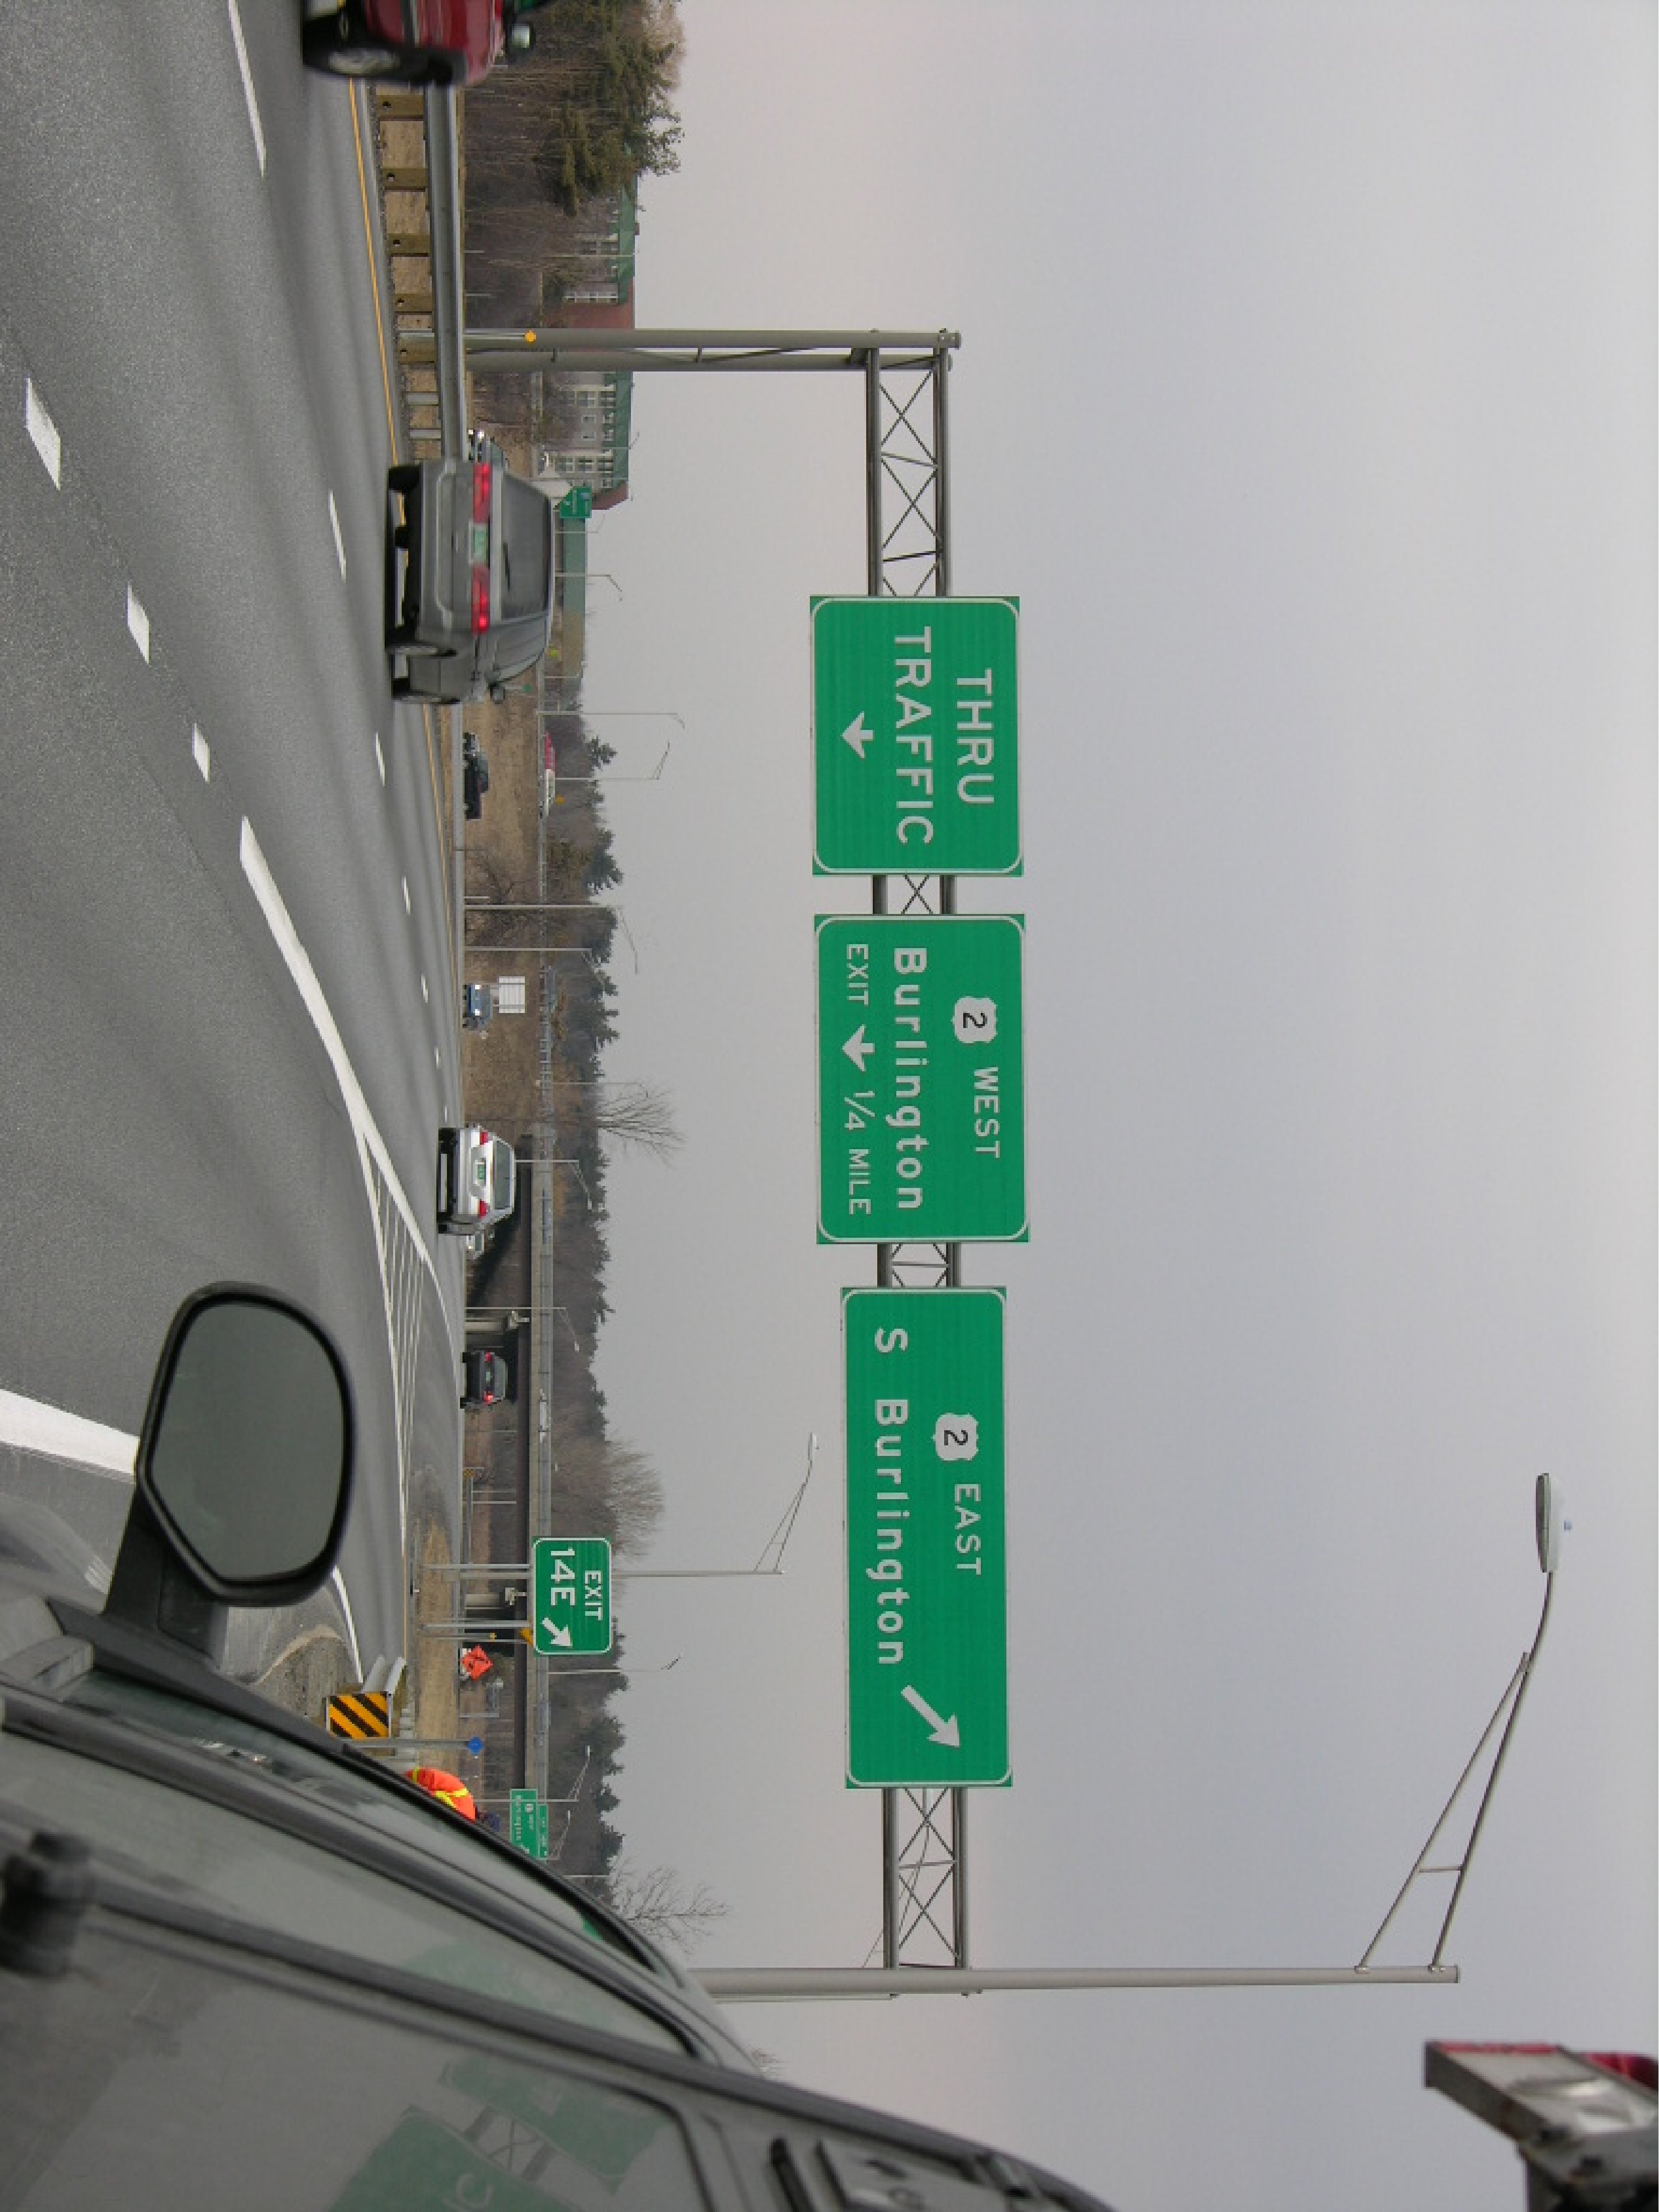 THRU
TRAFFIC
2 WEST
Burlington
EXIT 1/4 MILE
2 EAST
S Burlington
EXIT
14E